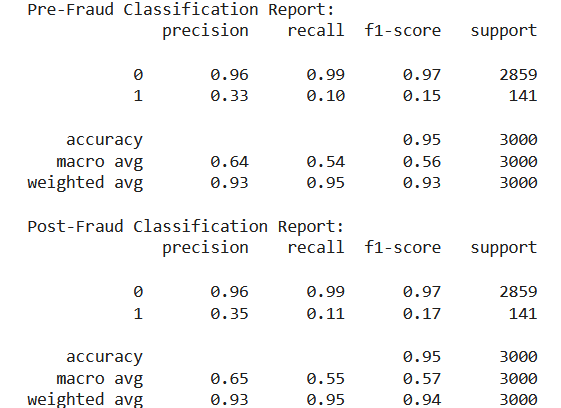 Pre-Fraud Classification Report:
precision recall f1-score support
0 0.96 0.99 0.97 2859
1 0.33 0.10 0.15 141
accuracy 0.95 3000
macro avg 0.64 0.54 0.56 3000
weighted avg 0.93 0.95 0.93 3000
Post-Fraud Classification Report:
precision recall f1-score support
0 0.96 0.99 0.97 2859
1 0.35 0.11 0.17 141
accuracy 0.95 3000
macro avg 0.65 0.55 0.57 3000
weighted avg 0.93 0.95 0.94 3000